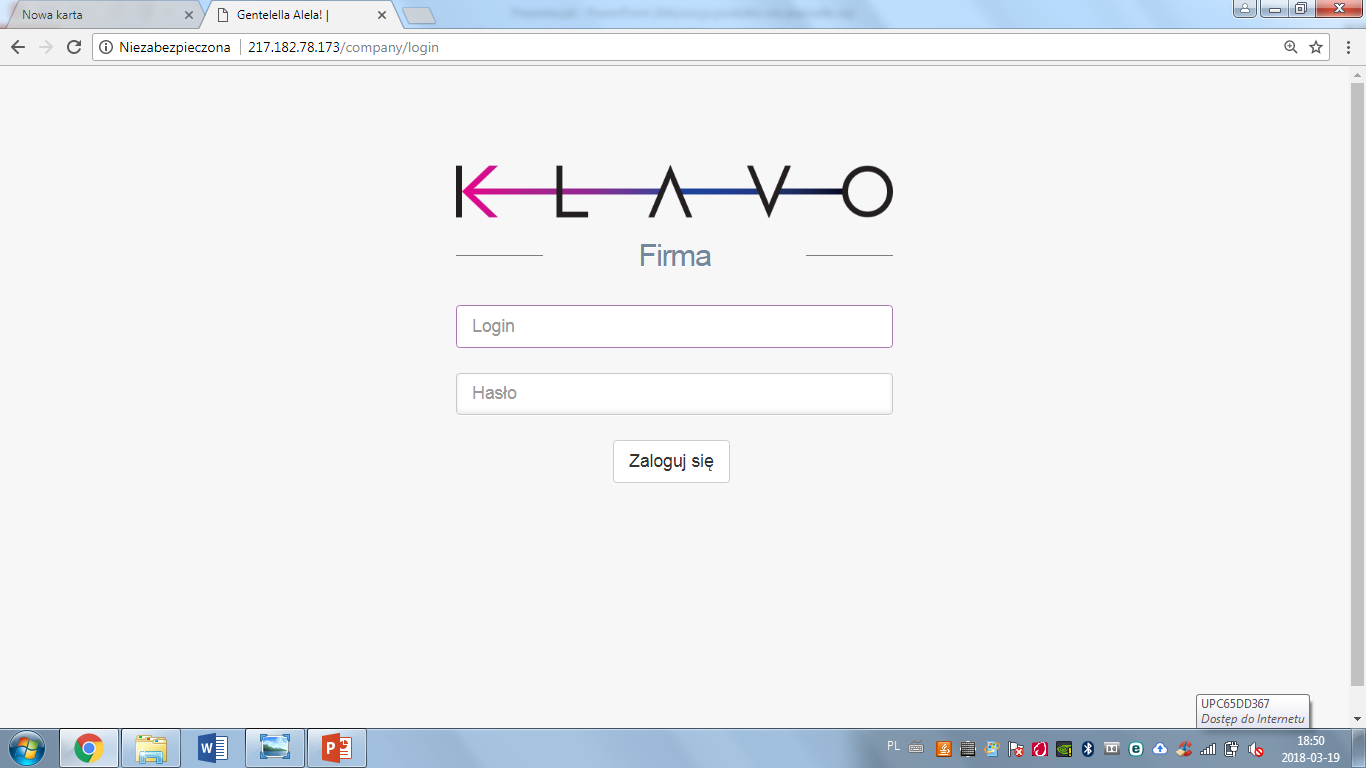 Nowa karta
Gentelella Alela! |
Niezabezpieczona 217.182.78.173/company/login
KLAVO
Firma
Login
Hasło
Zaloguj się
UPC65DD367
Dostęp do Internetu
PL
18:50
2018-03-19